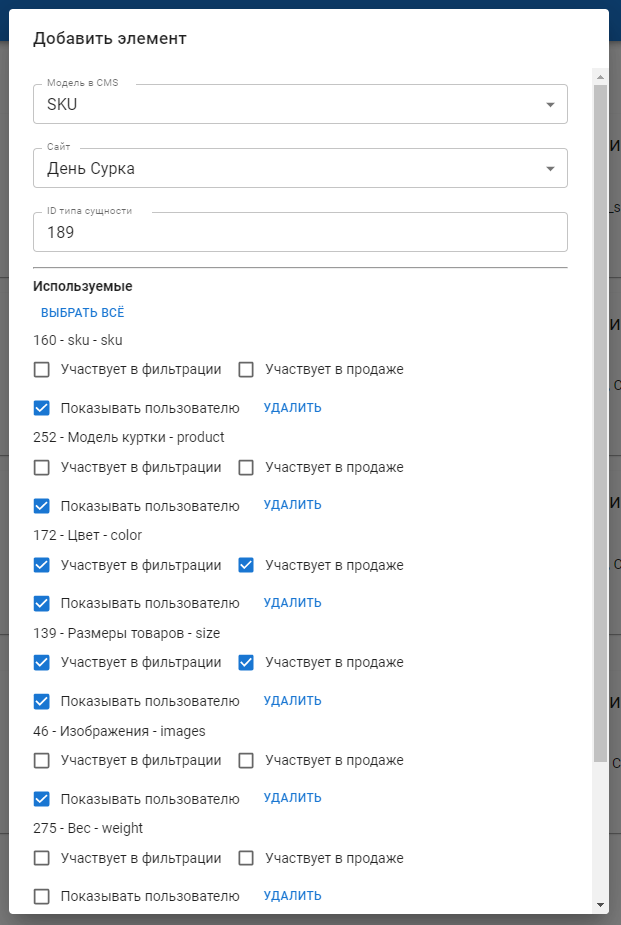 Добавить элемент
Модель в CMS
SKU
Сайт
День Сурка
ID типа сущности
189
Используемые
ВЫБРАТЬ ВСЁ
160 - sku - sku
Участвует в фильтрации Участвует в продаже
Показывать пользователю УДАЛИТЬ
252 - Модель куртки - product
Участвует в фильтрации Участвует в продаже
Показывать пользователю УДАЛИТЬ
172 - Цвет - color
Участвует в фильтрации Участвует в продаже
Показывать пользователю УДАЛИТЬ
139 - Размеры товаров - size
Участвует в фильтрации Участвует в продаже
Показывать пользователю УДАЛИТЬ
46 - Изображения - images
Участвует в фильтрации Участвует в продаже
Показывать пользователю УДАЛИТЬ
275 - Вес - weight
Участвует в фильтрации Участвует в продаже
Показывать пользователю УДАЛИТЬ